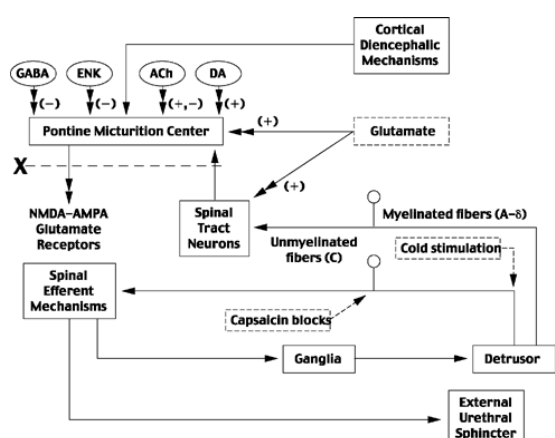 Cortical
Diencephalic
Mechanisms
GABA
ENK
ACh
DA
(−)
(−)
(+,-)
(+)
Pontine Micturition Center
(+)
Glutamate
X
(+)
NMDA-AMPA
Glutamate
Receptors
Spinal
Tract
Neurons
Myelinated fibers (A-δ)
Unmyelinated
fibers (C)
Cold stimulation
Spinal
Efferent
Mechanisms
Capsaicin blocks
Ganglia
Detrusor
External
Urethral
Sphincter